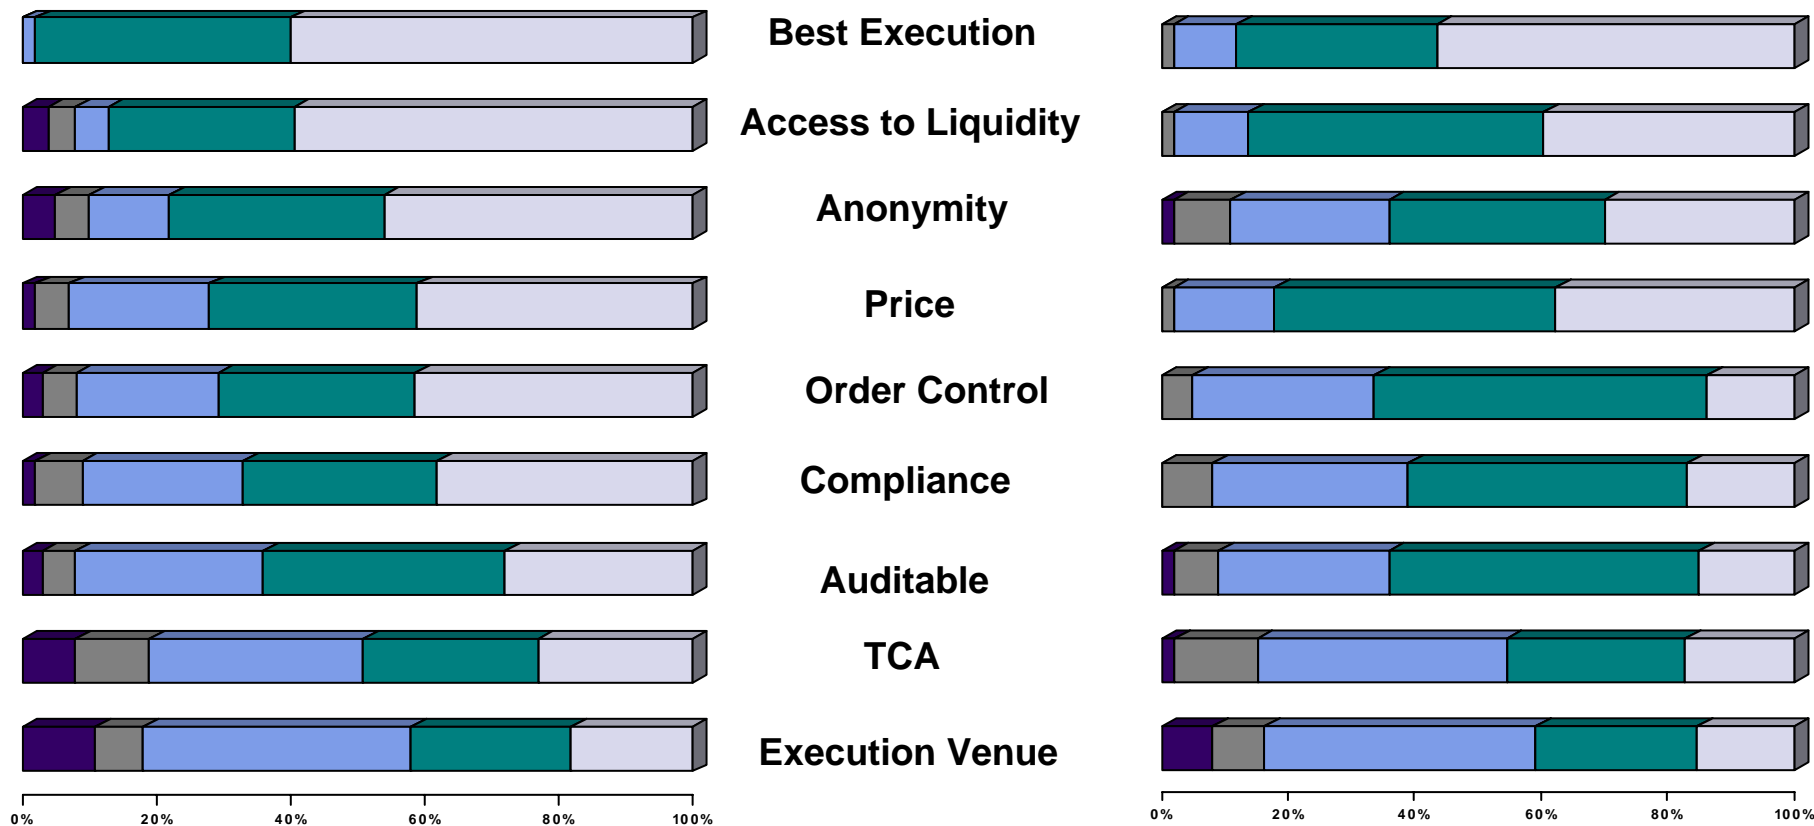 Best Execution
Access to Liquidity
Anonymity
Price
Order Control
Compliance
Auditable
TCA
Execution Venue
0% 20% 40% 60% 80% 100%
0% 20% 40% 60% 80% 100%